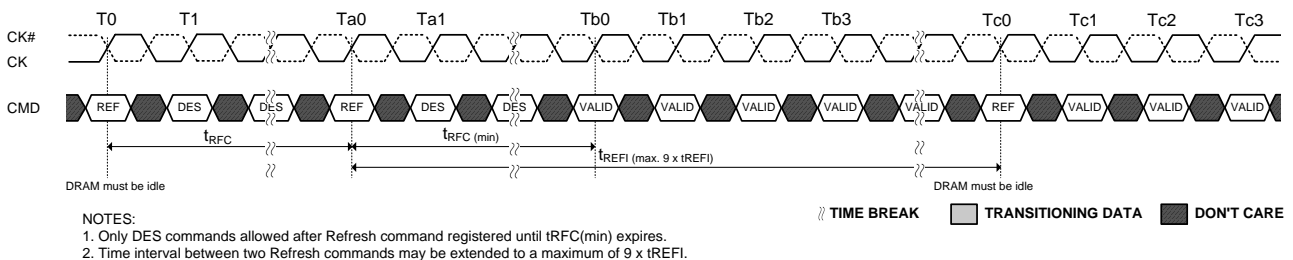 T0 T1 Ta0 Ta1 Tb0 Tb1 Tb2 Tb3 Tc0 Tc1 Tc2 Tc3
CK#
CK
CMD REF DES DES REF DES DES VALID VALID VALID VALID VALID REF VALID VALID VALID
tRFC tRFC (min)
tREFI (max. 9 x tREFI)
DRAM must be idle DRAM must be idle
TIME BREAK TRANSITIONING DATA DON'T CARE
NOTES:
1. Only DES commands allowed after Refresh command registered until tRFC(min) expires.
2. Time interval between two Refresh commands may be extended to a maximum of 9 x tREFI.